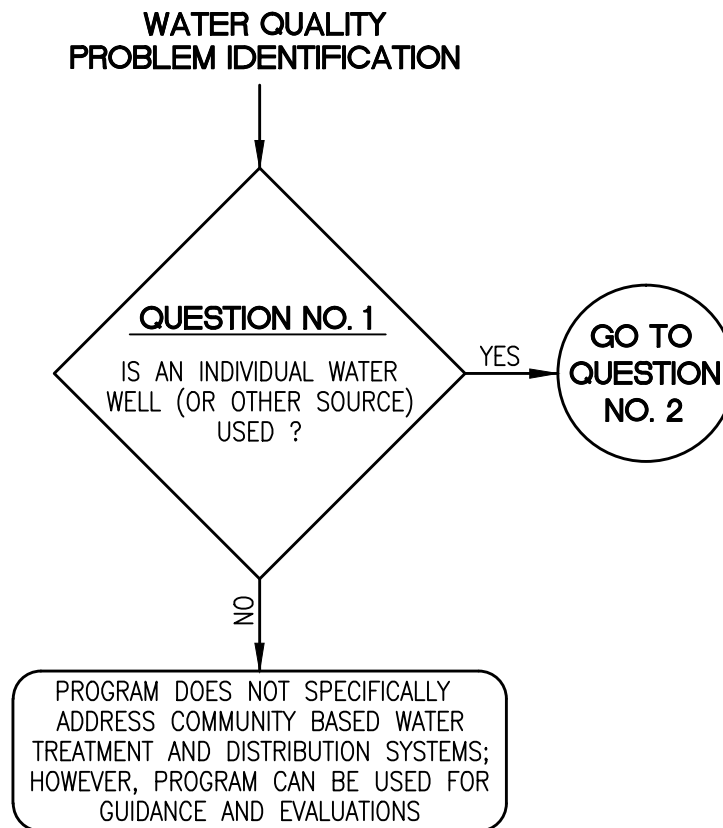 WATER QUALITY
PROBLEM IDENTIFICATION
QUESTION NO. 1
IS AN INDIVIDUAL WATER
WELL (OR OTHER SOURCE)
USED ?
YES
GO TO
QUESTION
NO. 2
NO
PROGRAM DOES NOT SPECIFICALLY
ADDRESS COMMUNITY BASED WATER
TREATMENT AND DISTRIBUTION SYSTEMS;
HOWEVER, PROGRAM CAN BE USED FOR
GUIDANCE AND EVALUATIONS